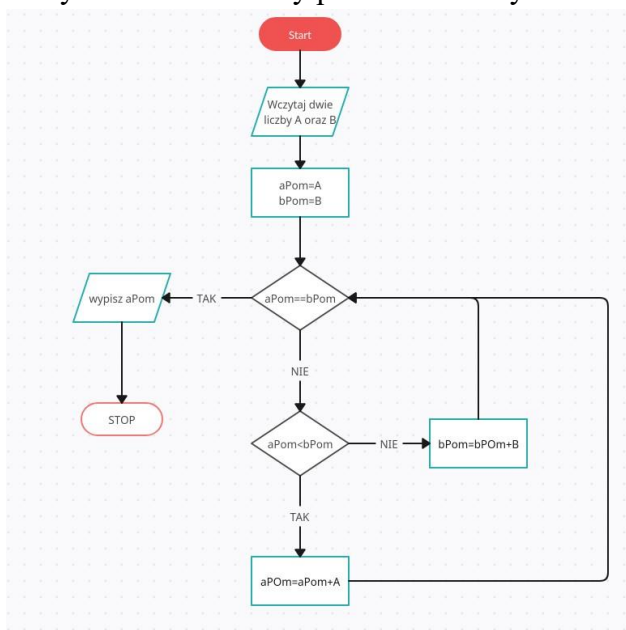 Start
Wczytaj dwie
liczby A oraz B
aPom=A
bPom=B
aPom==bPom
TAK
wypisz aPom
STOP
NIE
aPom<bPom
NIE
bPom=bPOm+B
TAK
aPOm=aPom+A